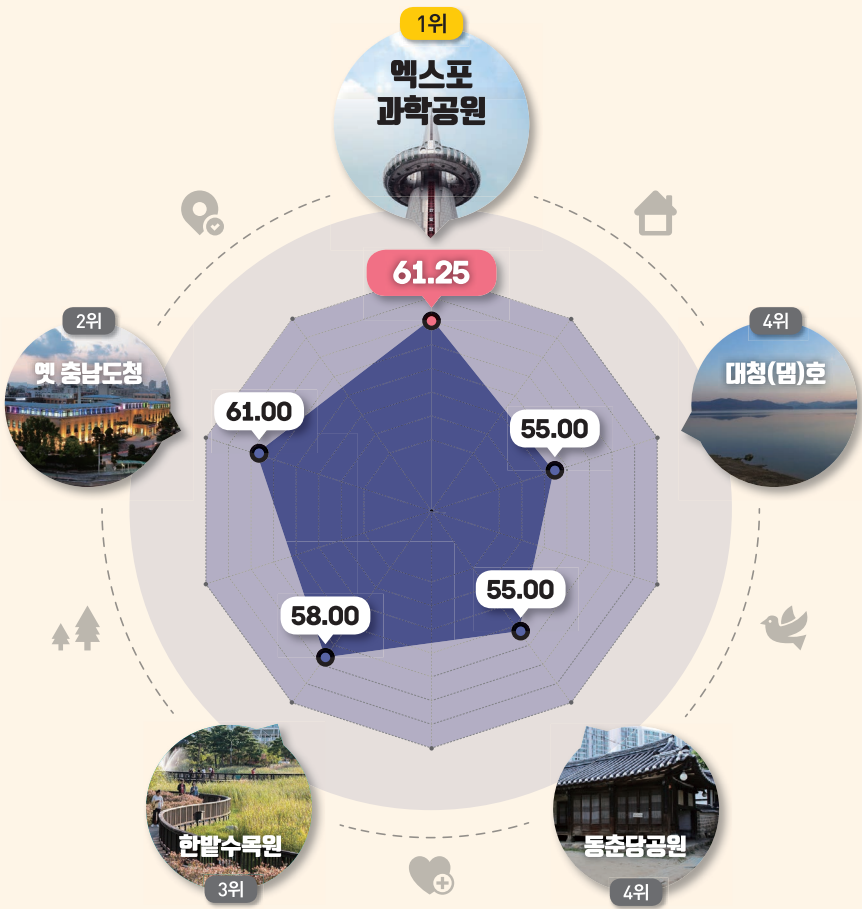 1위
엑스포
과학공원
61.25
2위
옛 충남도청
61.00
4위
대청(댐)호
55.00
58.00
55.00
한밭수목원
3위
동춘당공원
4위